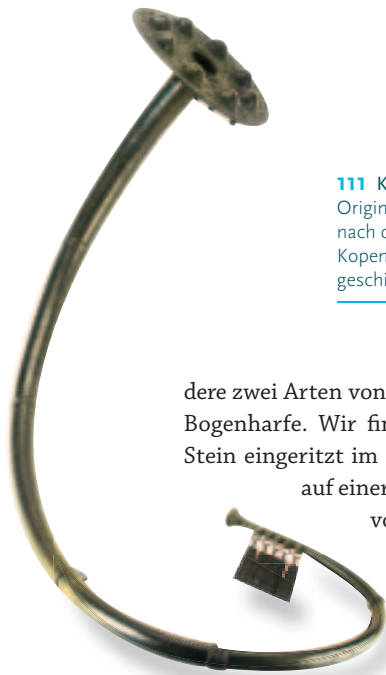 111 K
Origin
nach d
Kopen
geschi
dere zwei Arten von
Bogenharfe. Wir fin
Stein eingeritzt im
auf einer
vo